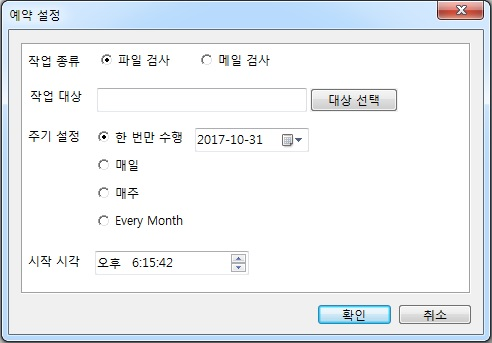 예약 설정
작업 종류 파일 검사 메일 검사
작업 대상 대상 선택
주기 설정 한 번만 수행 2017-10-31
매일
매주
Every Month
시작 시각 오후 6:15:42
확인 취소